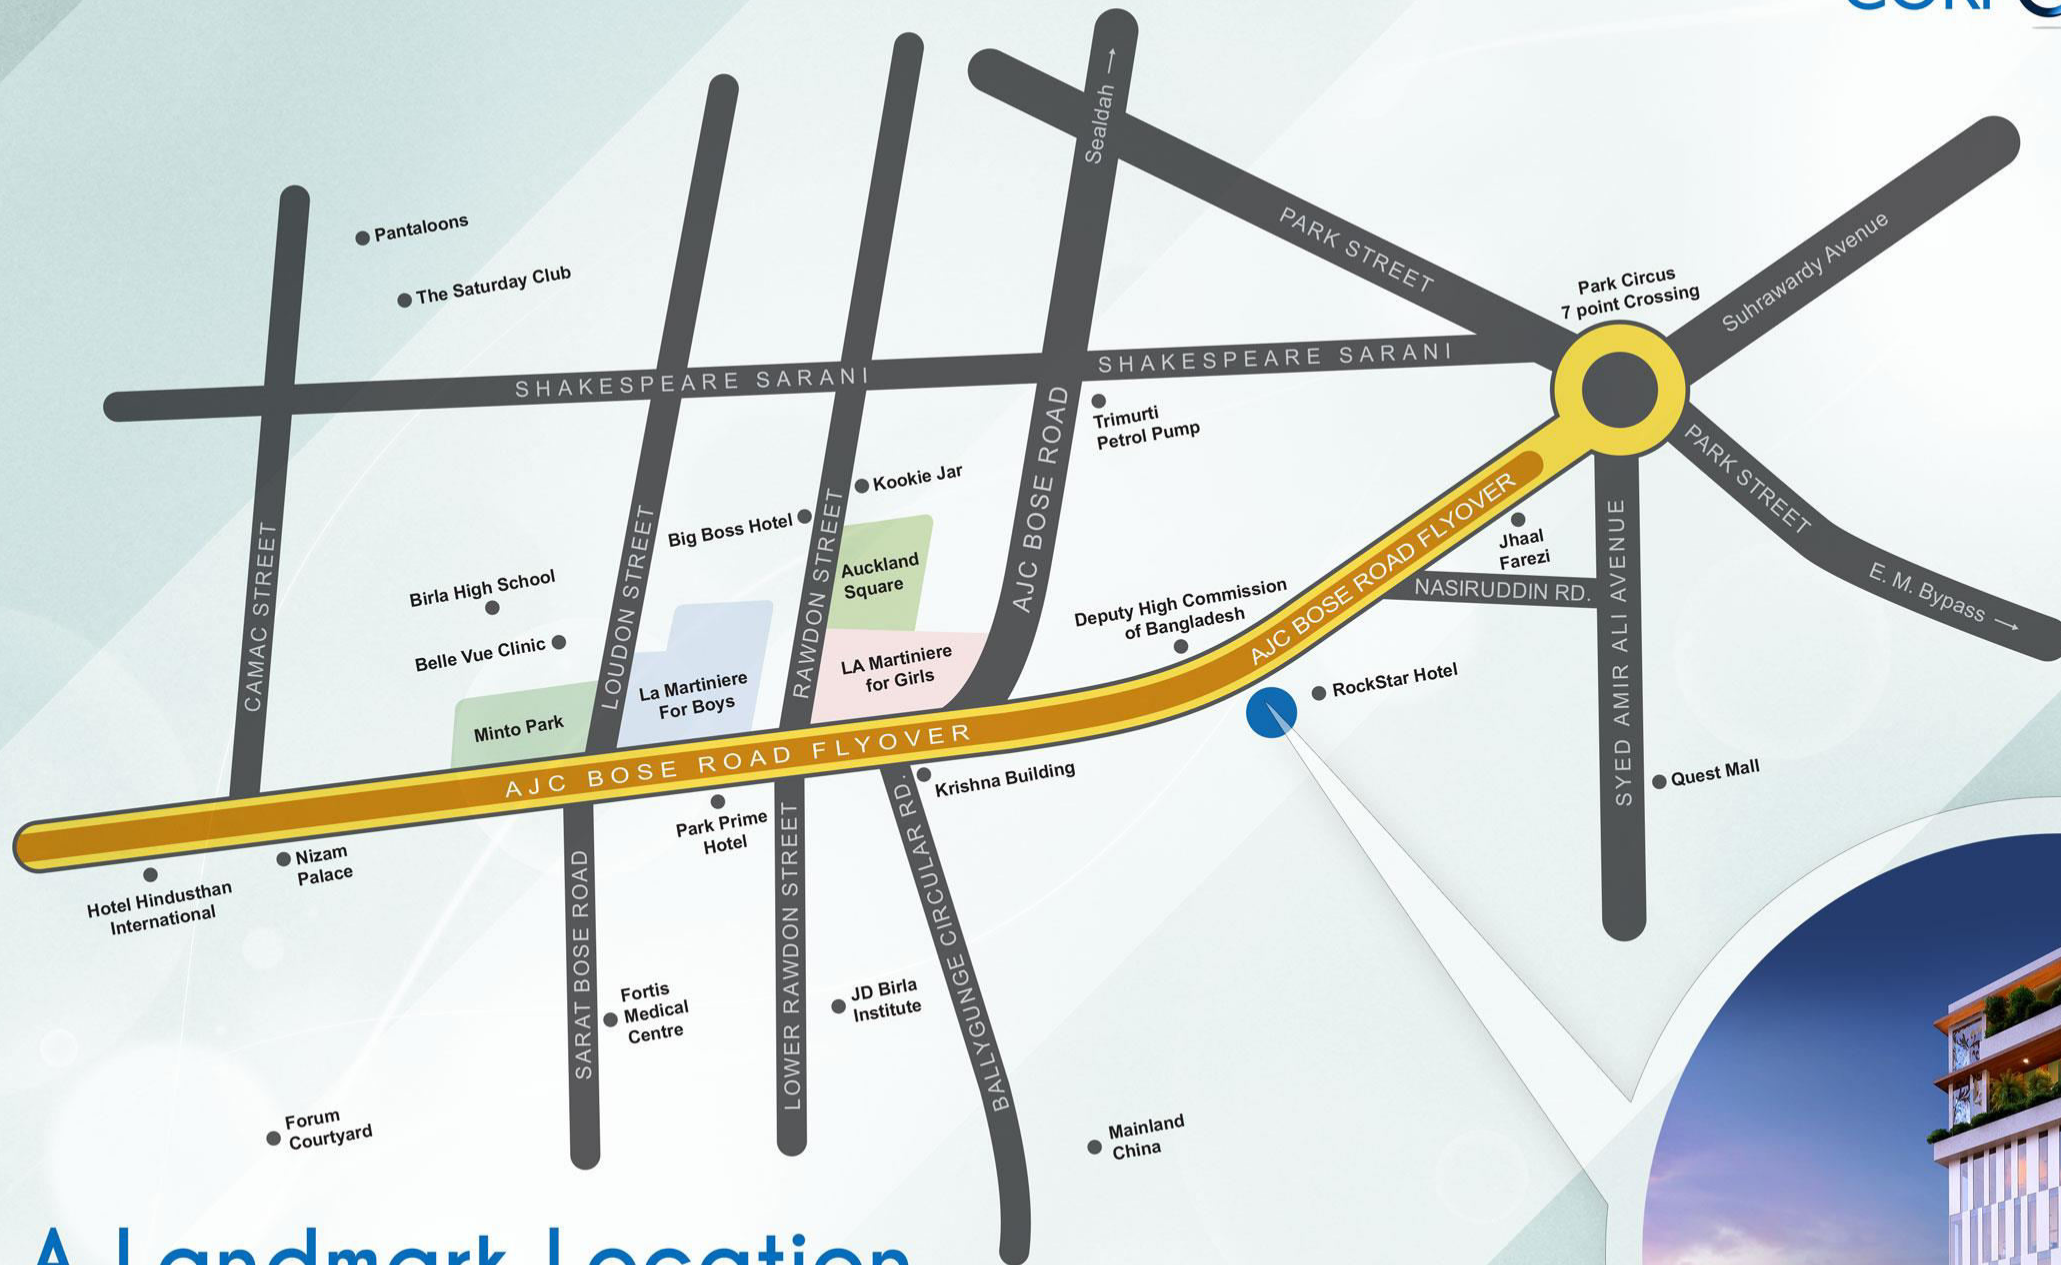 Sealdah →
PARK STREET
Suhrawardy Avenue
Park Circus
7 point Crossing
Pantaloons
The Saturday Club
SHAKESPEARE SARANI
SHAKESPEARE SARANI
Trimurti
Petrol Pump
AJC BOSE ROAD
Kookie Jar
Big Boss Hotel
RAWDON STREET
Auckland
Square
LOUDON STREET
CAMAC STREET
Birla High School
Belle Vue Clinic
Minto Park
La Martiniere
For Boys
LA Martiniere
for Girls
Deputy High Commission
of Bangladesh
AJC BOSE ROAD FLYOVER
Jhaal
Farezi
NASIRUDDIN RD.
SYED AMIR ALI AVENUE
PARK STREET
E. M. Bypass →
RockStar Hotel
Quest Mall
AJC BOSE ROAD FLYOVER
Krishna Building
Park Prime
Hotel
Nizam
Palace
Hotel Hindusthan
International
SARAT BOSE ROAD
LOWER RAWDON STREET
BALLYGUNGE CIRCULAR RD.
Fortis
Medical
Centre
JD Birla
Institute
Forum
Courtyard
Mainland
China
A Landmark Location